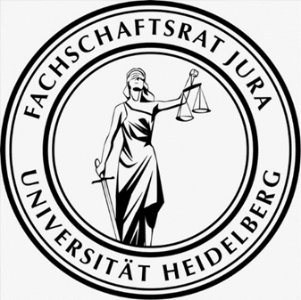 FACHSCHAFTSRAT JURA
UNIVERSITÄT HEIDELBERG